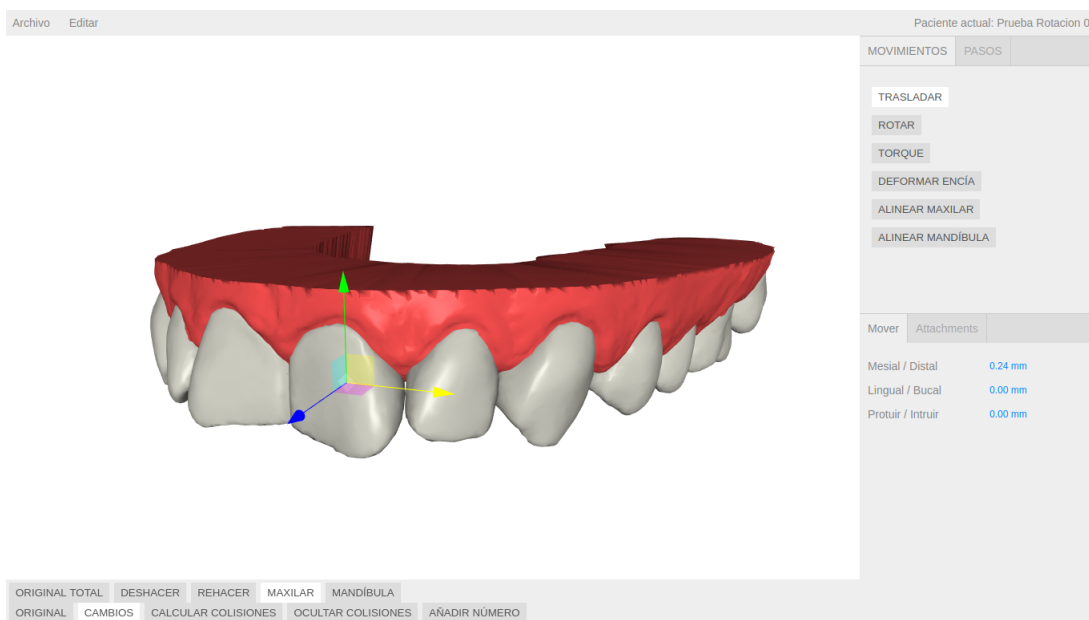 Archivo Editar Paciente actual: Prueba Rotacion 0
MOVIMIENTOS PASOS
TRASLADAR
ROTAR
TORQUE
DEFORMAR ENCÍA
ALINEAR MAXILAR
ALINEAR MANDÍBULA
Mover Attachments
Mesial / Distal 0.24 mm
Lingual / Bucal 0.00 mm
Protuir / Intruir 0.00 mm
ORIGINAL TOTAL DESHACER REHACER MAXILAR MANDÍBULA
ORIGINAL CAMBIOS CALCULAR COLISIONES OCULTAR COLISIONES AÑADIR NÚMERO